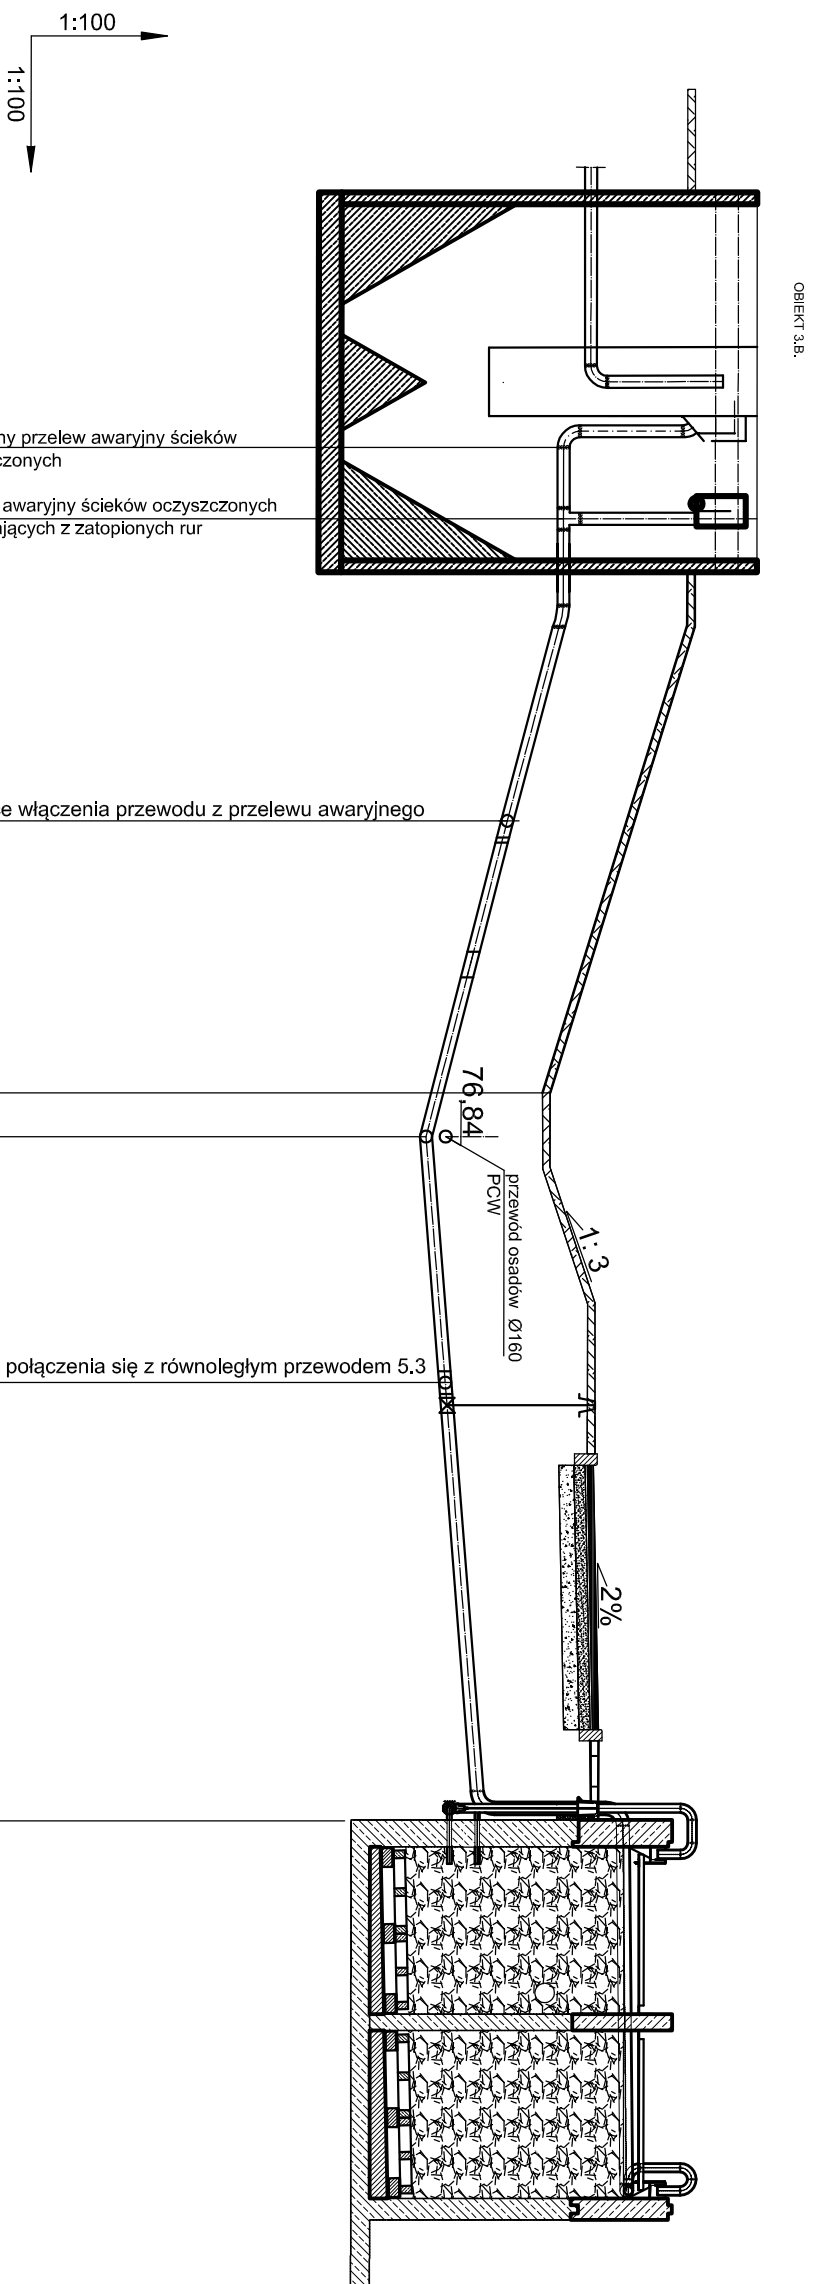 1:100
1:100
OBIEKT 3.B.
ny przelew awaryjny ścieków
czonych
awaryjny ścieków oczyszczonych
ających z zatopionych rur
e włączenia przewodu z przelewu awaryjnego
76,84
przewód osadów Ø160
PCW
1:3
połączenia się z równoległym przewodem 5.3
2%